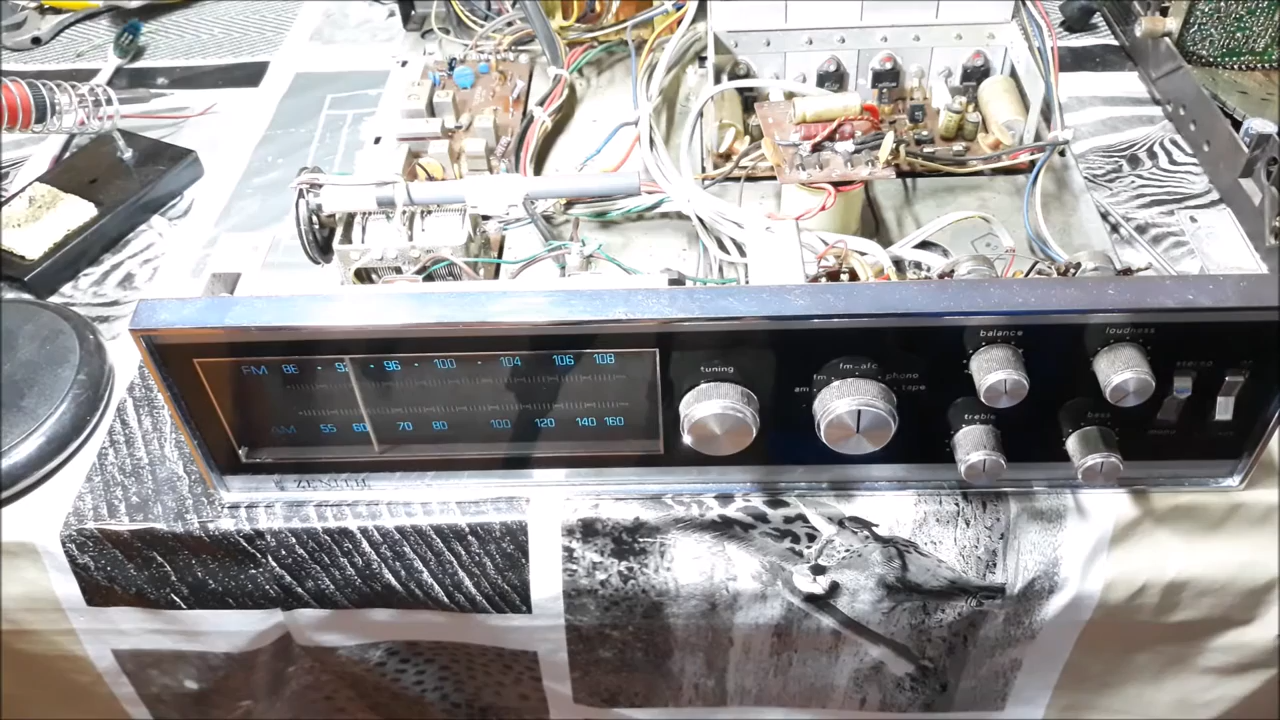 balance
loudness
FM 88 · 92 · 96 · 100 · 104 106 108
tuning
fm-afc
fm
phono
stereo
am
tape
AM 55 60 70 80 100 120 140 160
treble
bass
ZENITH